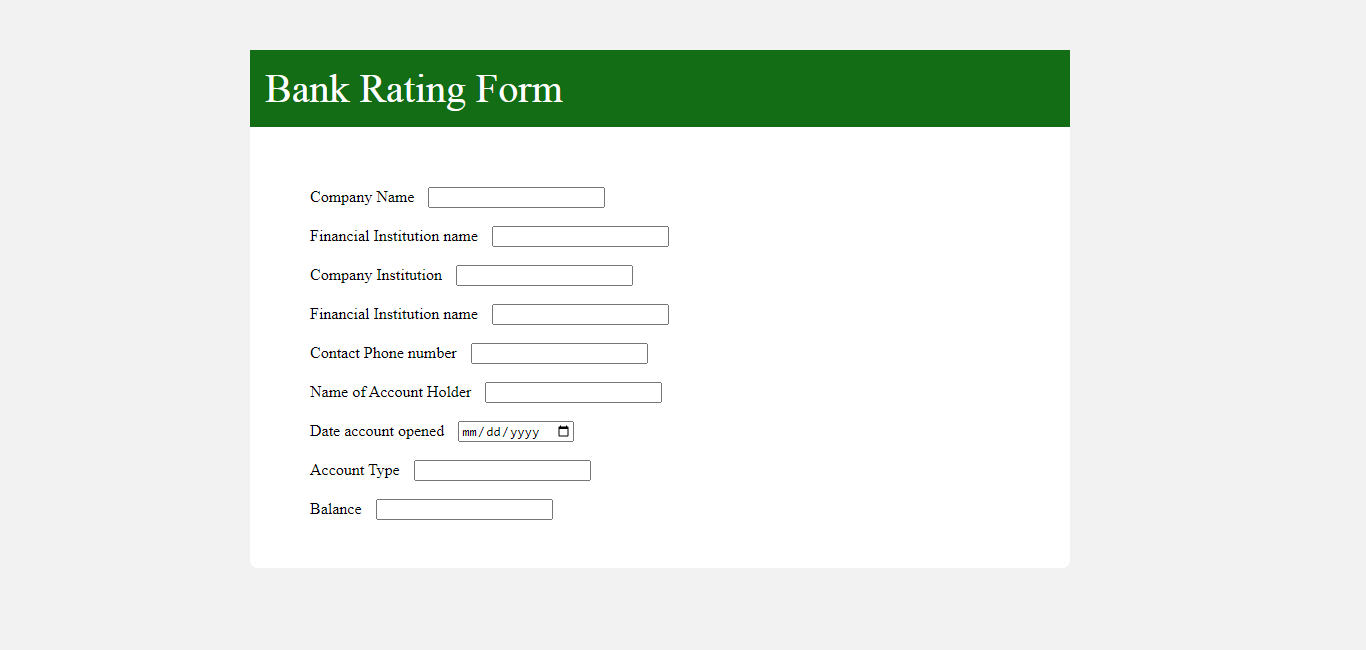 Bank Rating Form
Company Name
Financial Institution name
Company Institution
Financial Institution name
Contact Phone number
Name of Account Holder
Date account opened mm/dd/yyyy
Account Type
Balance